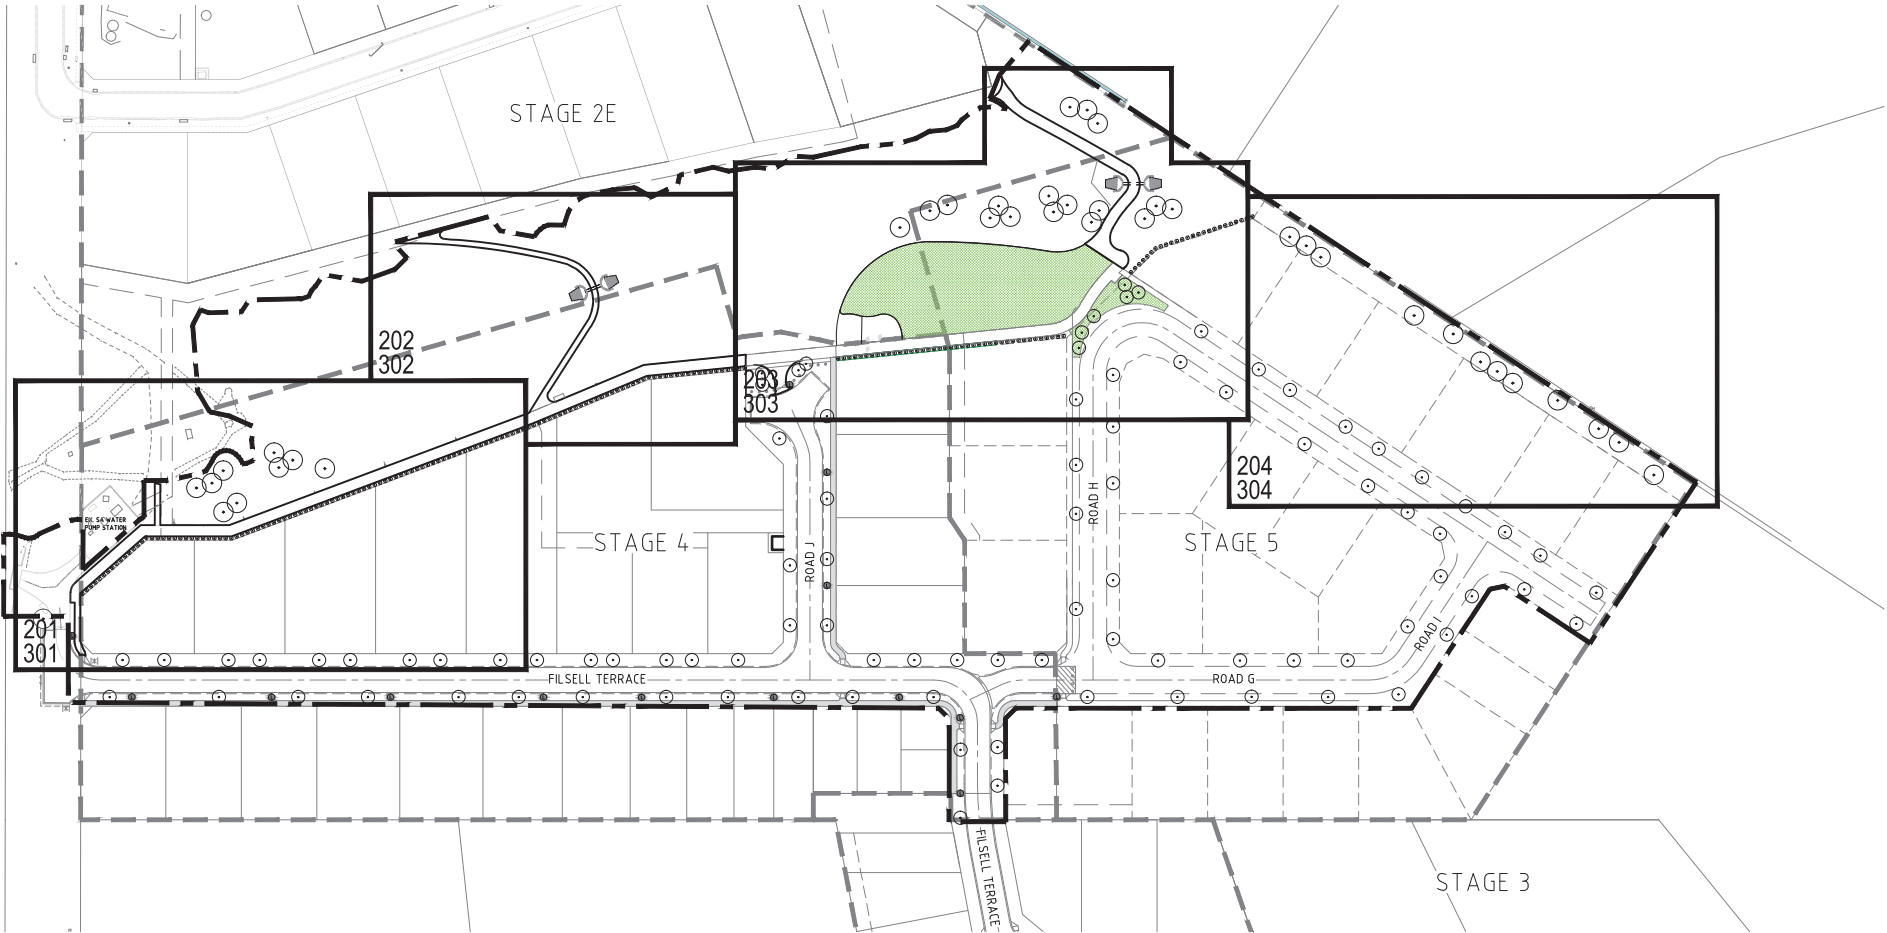 STAGE 2E
202
302
203
303
204
304
EX. SA WATER
PUMP STATION
STAGE 4
ROAD J
ROAD H
STAGE 5
ROAD I
201
301
FILSELL TERRACE
ROAD G
FILSELL TERRACE
STAGE 3